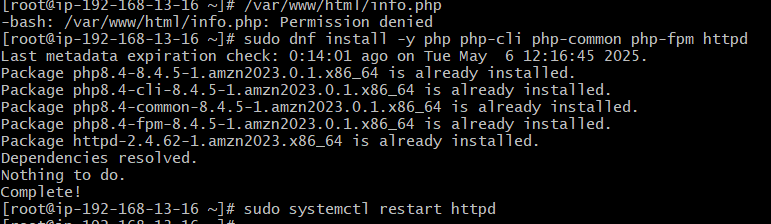 [root@ip-192-168-13-16 ~]# /var/www/html/info.php
-bash: /var/www/html/info.php: Permission denied
[root@ip-192-168-13-16 ~]# sudo dnf install -y php php-cli php-common php-fpm httpd
Last metadata expiration check: 0:14:01 ago on Tue May  6 12:16:45 2025.
Package php8.4-8.4.5-1.amzn2023.0.1.x86_64 is already installed.
Package php8.4-cli-8.4.5-1.amzn2023.0.1.x86_64 is already installed.
Package php8.4-common-8.4.5-1.amzn2023.0.1.x86_64 is already installed.
Package php8.4-fpm-8.4.5-1.amzn2023.0.1.x86_64 is already installed.
Package httpd-2.4.62-1.amzn2023.x86_64 is already installed.
Dependencies resolved.
Nothing to do.
Complete!
[root@ip-192-168-13-16 ~]# sudo systemctl restart httpd
[root@ip-192-168-13-16 ~]#